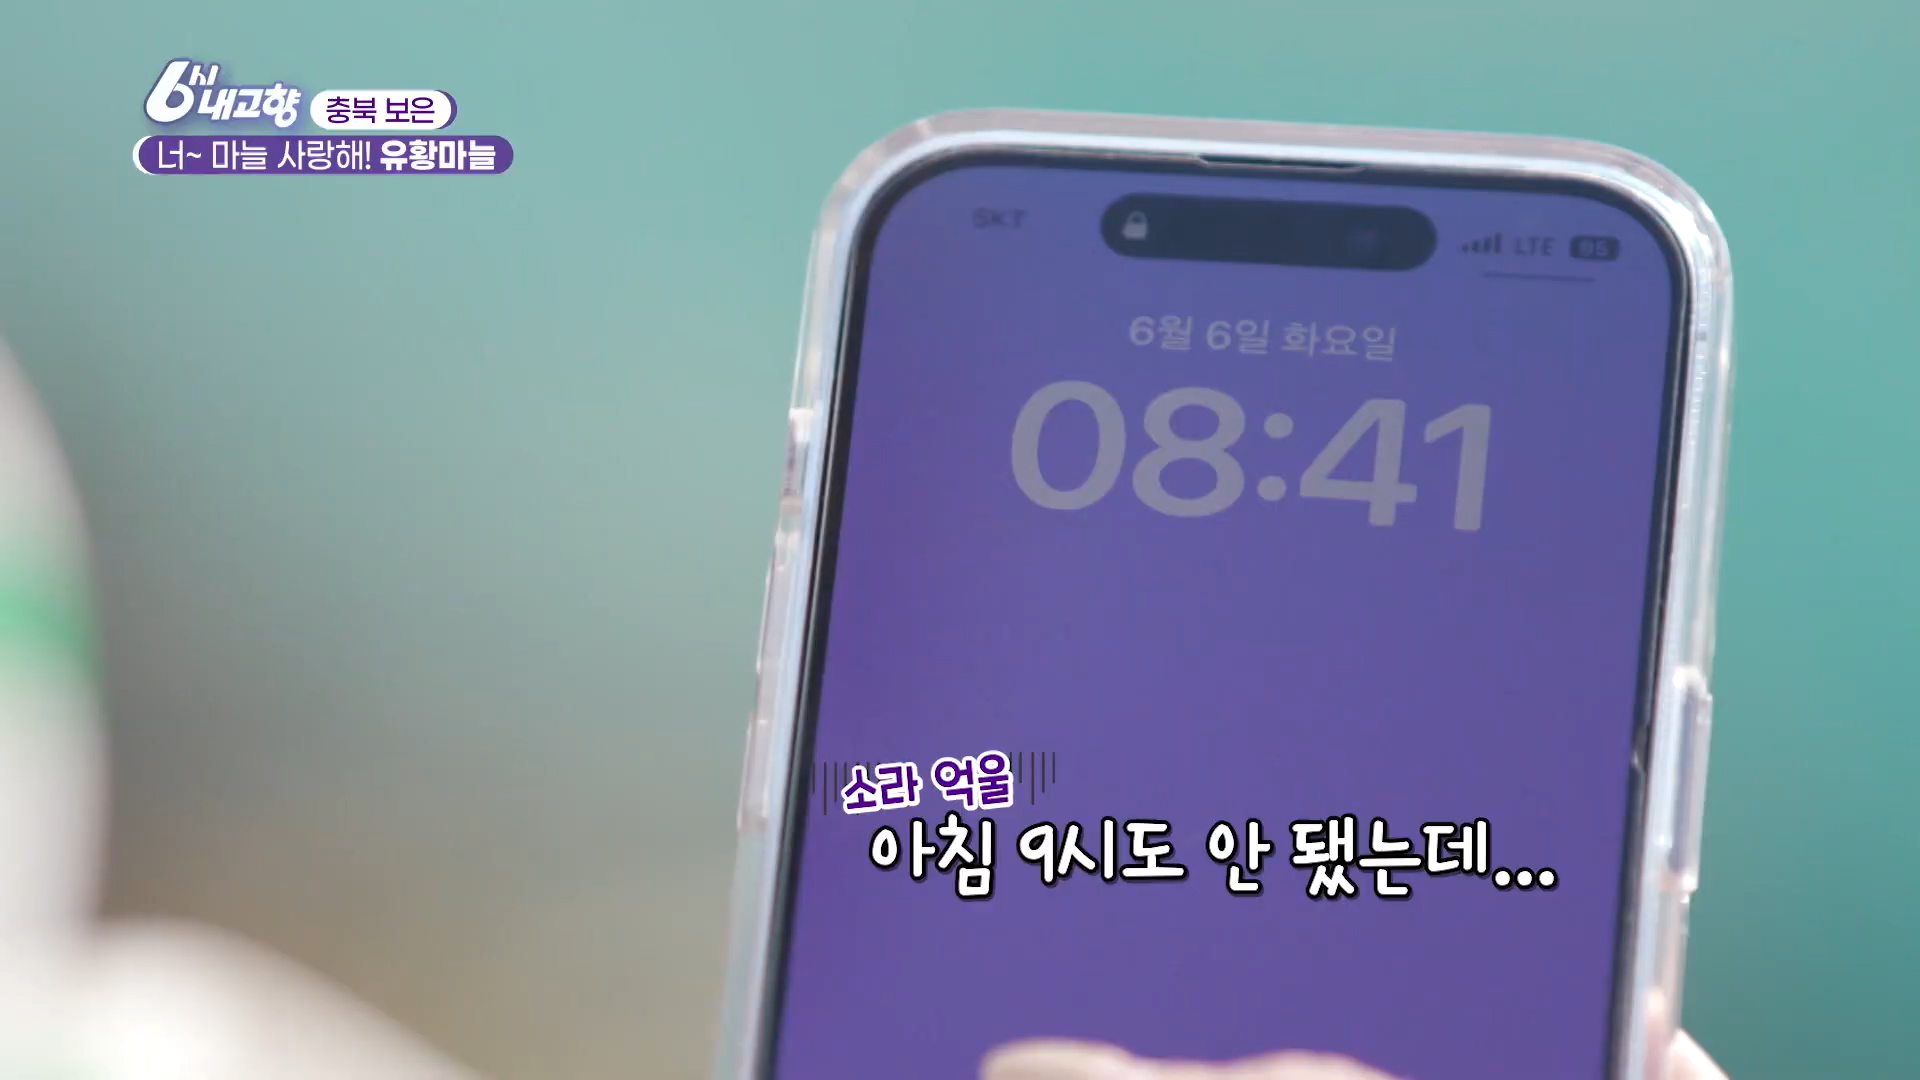 6시 내고향 충북 보은
너~ 마늘 사랑해! 유황마늘
SKT LTE 95
6월 6일 화요일
08:41
소라 억울
아침 9시도 안 됐는데...